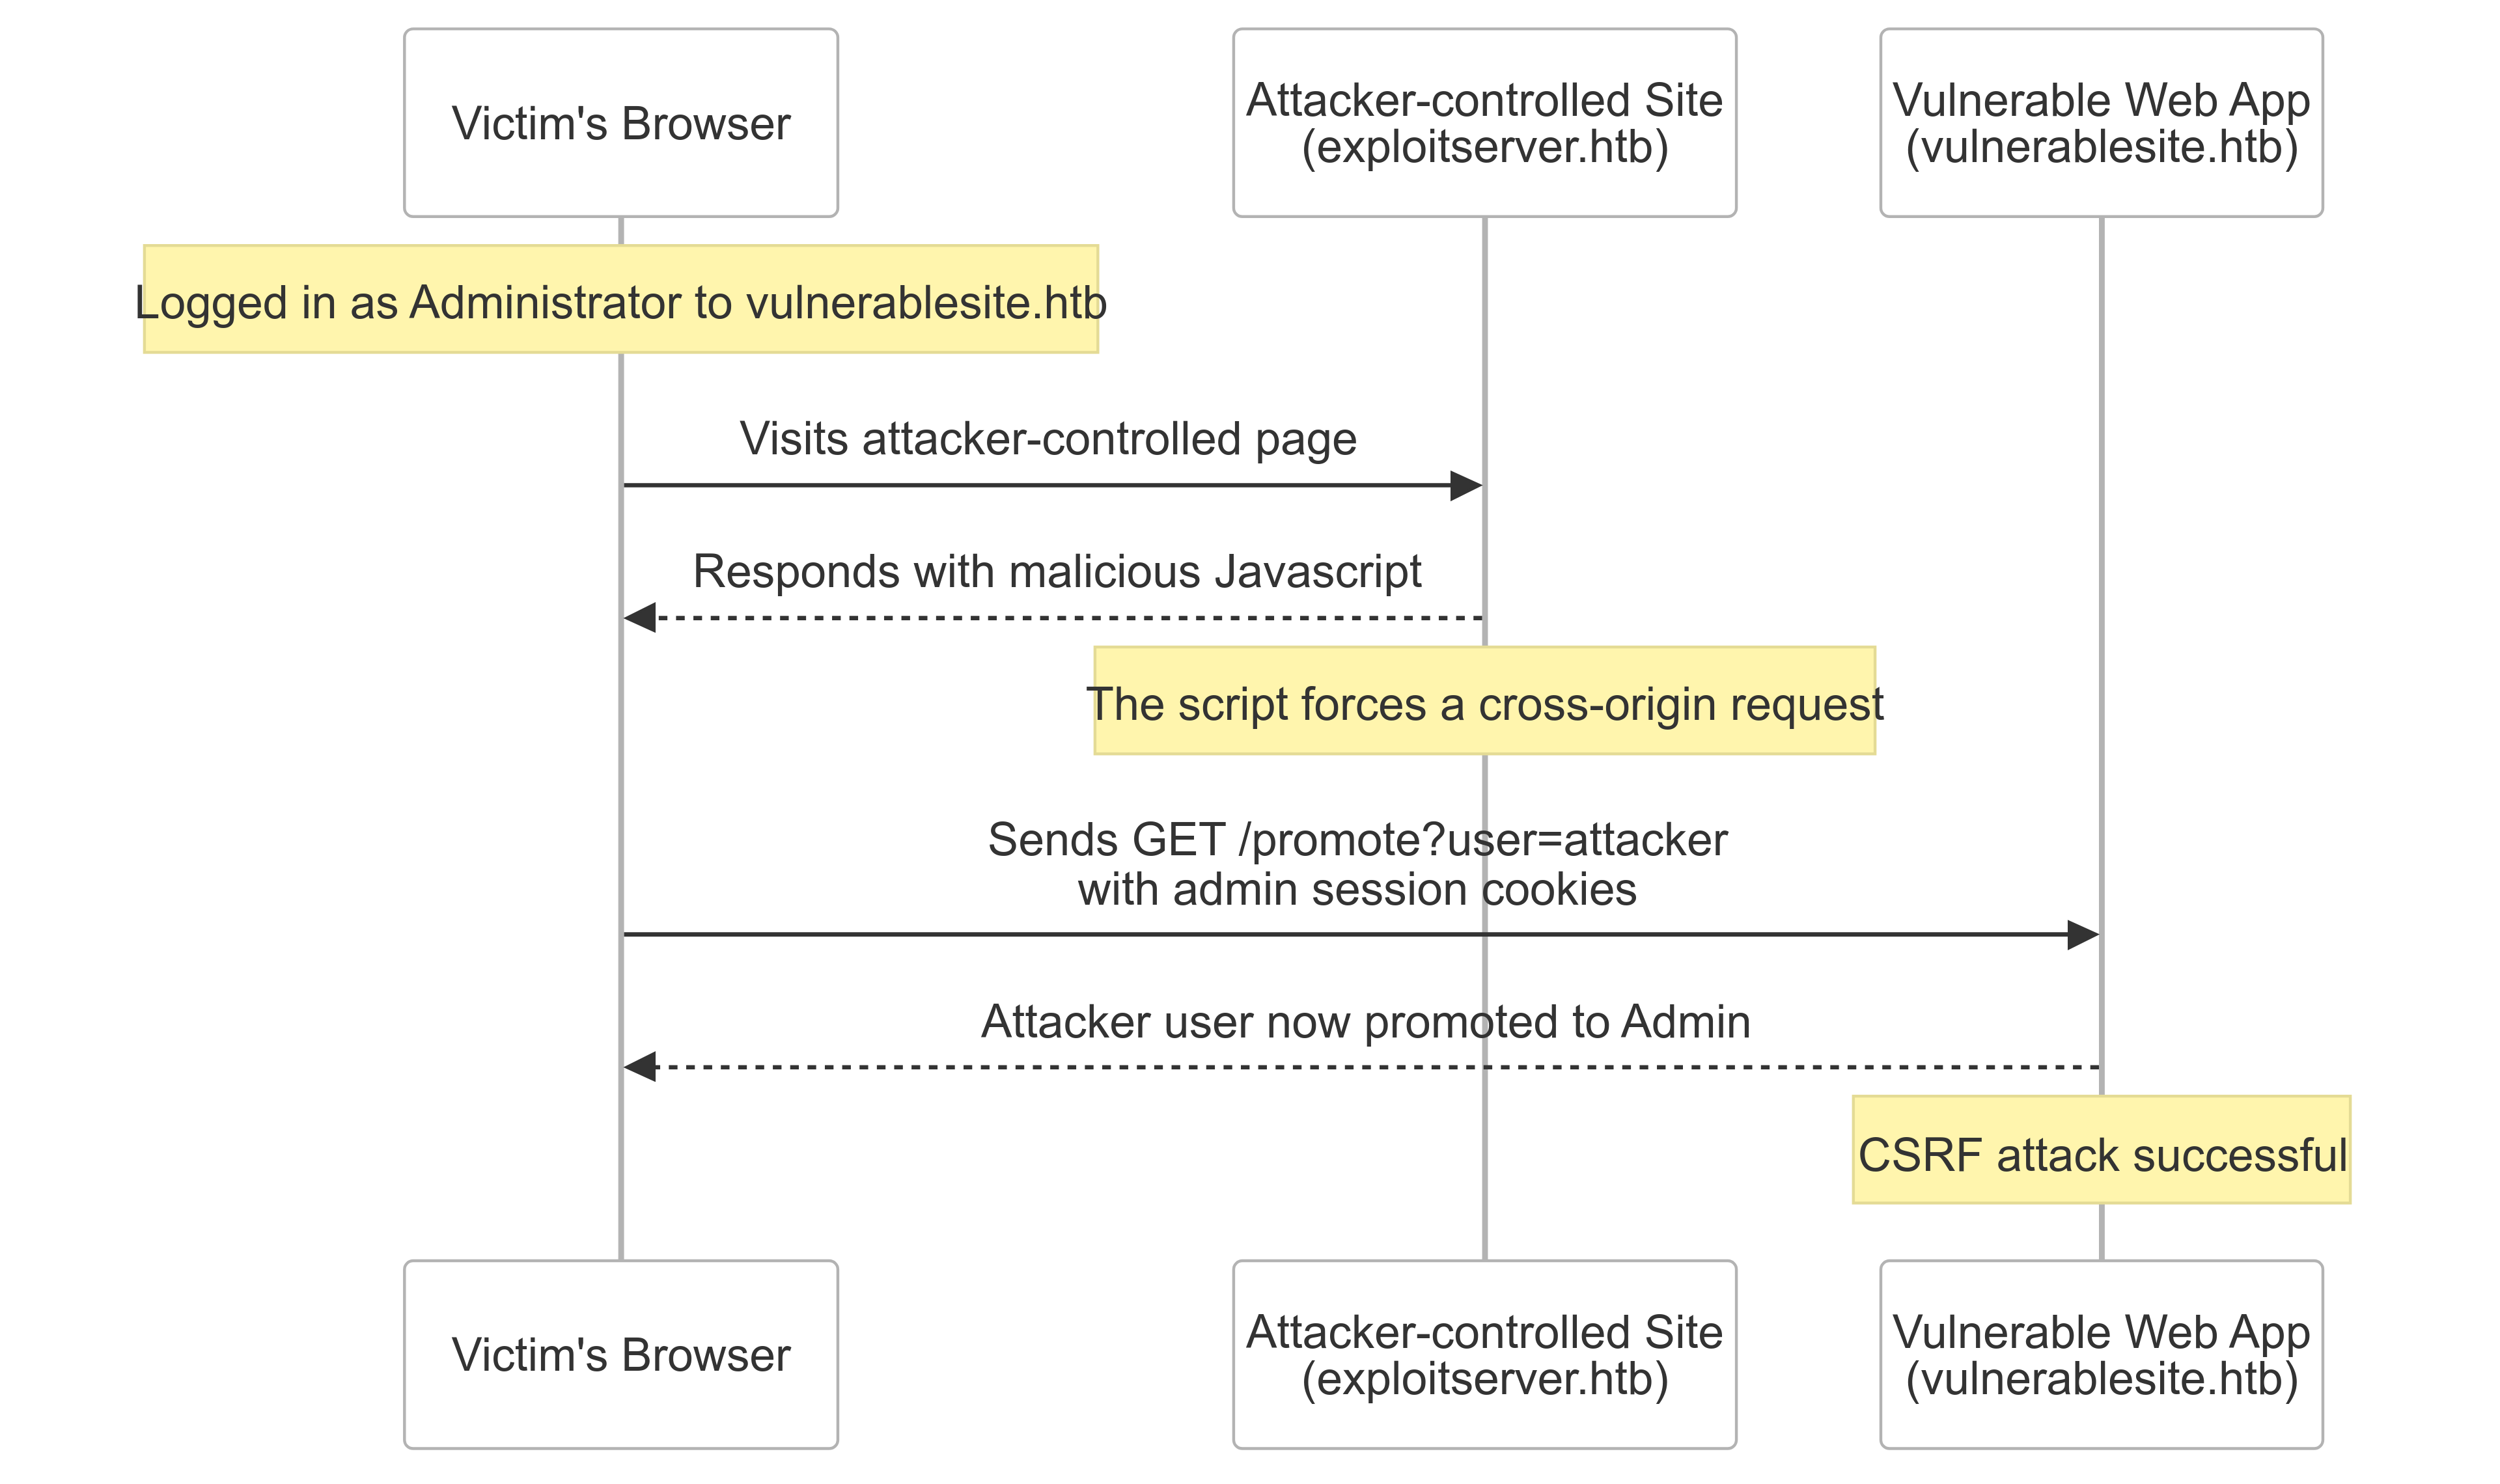 Victim's Browser
Attacker-controlled Site
(exploitserver.htb)
Vulnerable Web App
(vulnerablesite.htb)
Logged in as Administrator to vulnerablesite.htb
Visits attacker-controlled page
Responds with malicious Javascript
The script forces a cross-origin request
Sends GET /promote?user=attacker
with admin session cookies
Attacker user now promoted to Admin
CSRF attack successful
Victim's Browser
Attacker-controlled Site
(exploitserver.htb)
Vulnerable Web App
(vulnerablesite.htb)